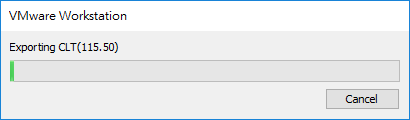 VMware Workstation
Exporting CLT(115.50)
Cancel